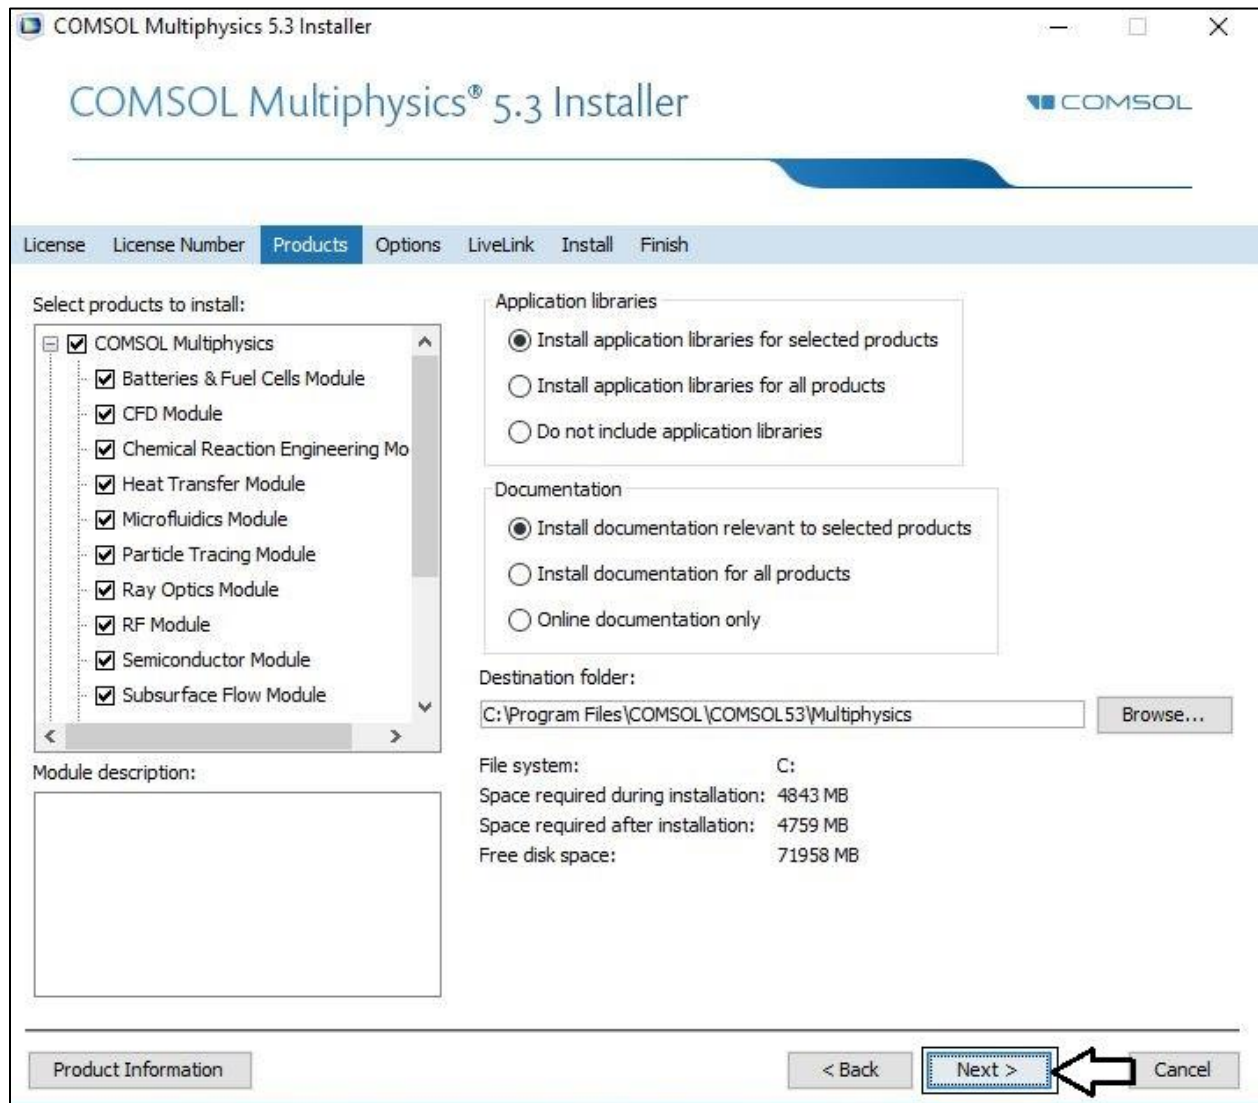 COMSOL Multiphysics 5.3 Installer
COMSOL Multiphysics® 5.3 Installer
COMSOL
License License Number Products Options LiveLink Install Finish
Select products to install:
COMSOL Multiphysics
Batteries & Fuel Cells Module
CFD Module
Chemical Reaction Engineering Mo
Heat Transfer Module
Microfluidics Module
Particle Tracing Module
Ray Optics Module
RF Module
Semiconductor Module
Subsurface Flow Module
Module description:
Application libraries
Install application libraries for selected products
Install application libraries for all products
Do not include application libraries
Documentation
Install documentation relevant to selected products
Install documentation for all products
Online documentation only
Destination folder:
C:\Program Files\COMSOL\COMSOL53\Multiphysics Browse...
File system: C:
Space required during installation: 4843 MB
Space required after installation: 4759 MB
Free disk space: 71958 MB
Product Information < Back Next > Cancel